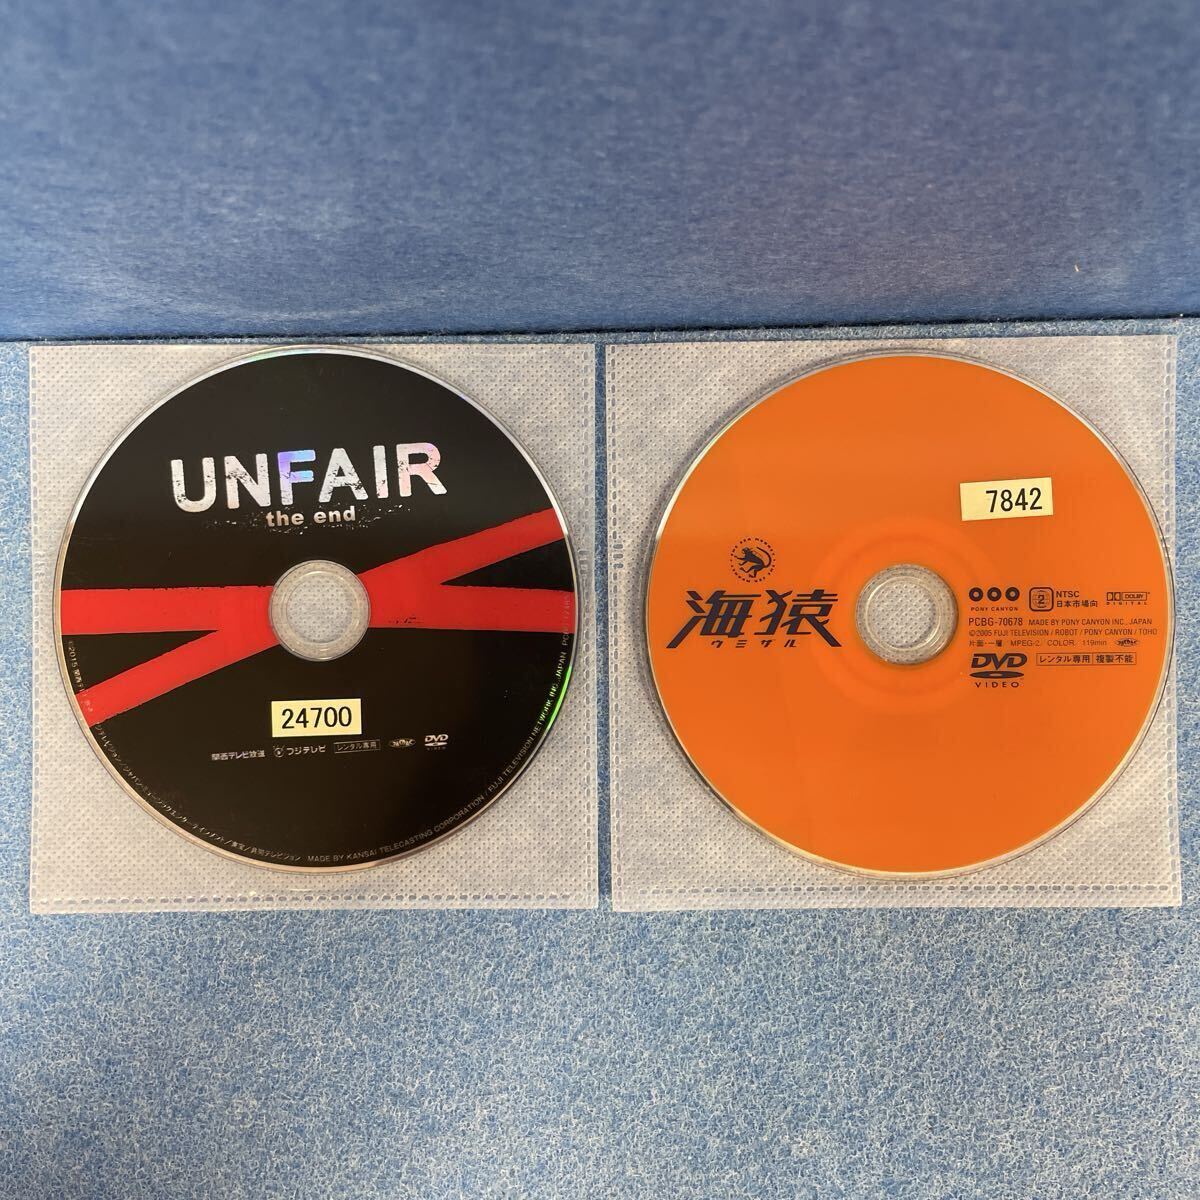 UNFAIR
the end
24700
関西テレビ放送 フジテレビ レンタル専用 DVD
VIDEO
MADE BY KANSAI TELECASTING CORPORATION / FUJI TELEVISION NETWORK INC. JAPAN
7842
海猿
ウミザル
PONY CANYON
2 NTSC
日本市場向
DOLBY
DIGITAL
PCBG-70678 MADE BY PONY CANYON INC., JAPAN
©2005 FUJI TELEVISION / ROBOT / PONY CANYON / TOHO
片面・一層 MPEG-2 COLOR 119min
DVD
VIDEO
レンタル専用 複製不能